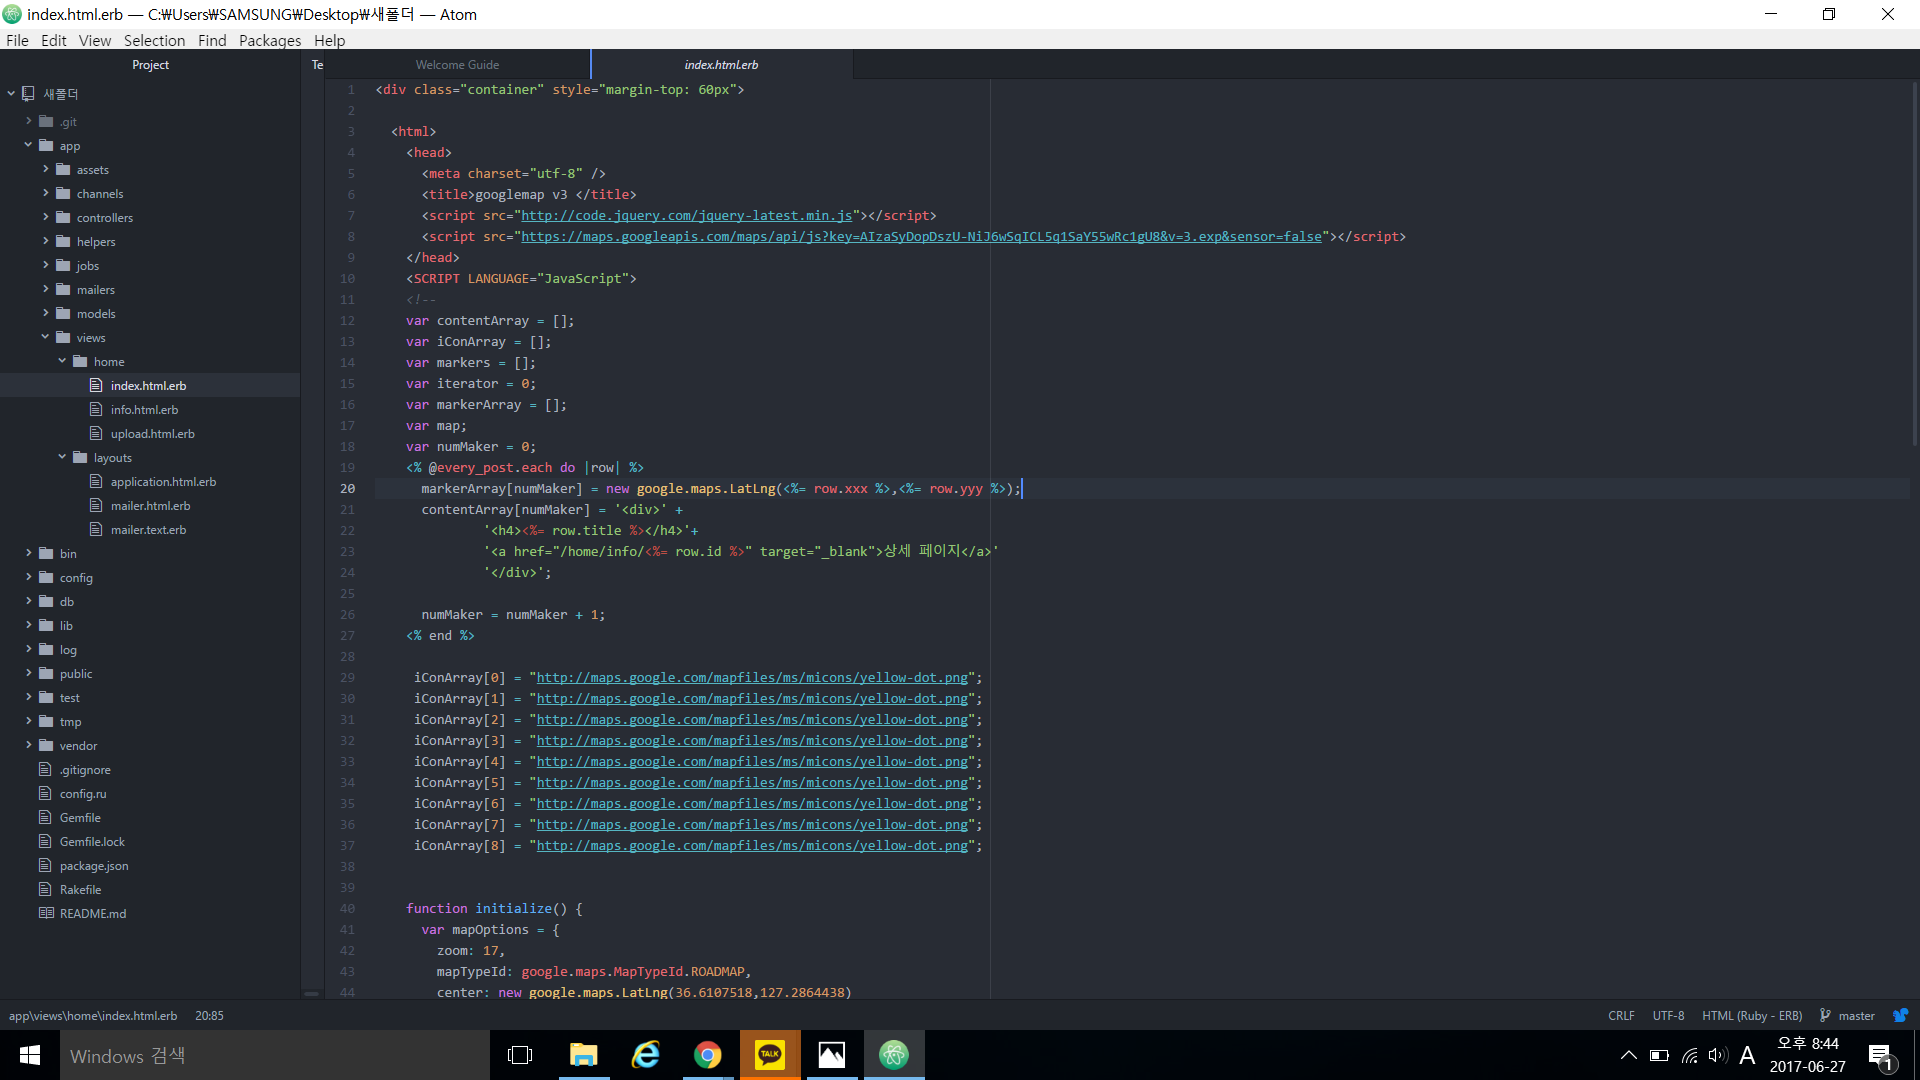 index.html.erb — C:₩Users₩SAMSUNG₩Desktop₩새폴더 — Atom
File Edit View Selection Find Packages Help
Project
Te
Welcome Guide
index.html.erb
새폴더
.git
app
assets
channels
controllers
helpers
jobs
mailers
models
views
home
index.html.erb
info.html.erb
upload.html.erb
layouts
application.html.erb
mailer.html.erb
mailer.text.erb
bin
config
db
lib
log
public
test
tmp
vendor
.gitignore
config.ru
Gemfile
Gemfile.lock
package.json
Rakefile
README.md
1 <div class="container" style="margin-top: 60px">
2
3 <html>
4 <head>
5 <meta charset="utf-8" />
6 <title>googlemap v3 </title>
7 <script src="http://code.jquery.com/jquery-latest.min.js"></script>
8 <script src="https://maps.googleapis.com/maps/api/js?key=AIzaSyDopDszU-NiJ6wSqICL5q1SaY55wRc1gU8&v=3.exp&sensor=false"></script>
9 </head>
10 <SCRIPT LANGUAGE="JavaScript">
11 <!--
12 var contentArray = [];
13 var iConArray = [];
14 var markers = [];
15 var iterator = 0;
16 var markerArray = [];
17 var map;
18 var numMaker = 0;
19 <% @every_post.each do |row| %>
20 markerArray[numMaker] = new google.maps.LatLng(<%= row.xxx %>,<%= row.yyy %>);
21 contentArray[numMaker] = '<div>' +
22 '<h4><%= row.title %></h4>'+
23 '<a href="/home/info/<%= row.id %>" target="_blank">상세 페이지</a>'
24 '</div>';
25
26 numMaker = numMaker + 1;
27 <% end %>
28
29 iConArray[0] = "http://maps.google.com/mapfiles/ms/micons/yellow-dot.png";
30 iConArray[1] = "http://maps.google.com/mapfiles/ms/micons/yellow-dot.png";
31 iConArray[2] = "http://maps.google.com/mapfiles/ms/micons/yellow-dot.png";
32 iConArray[3] = "http://maps.google.com/mapfiles/ms/micons/yellow-dot.png";
33 iConArray[4] = "http://maps.google.com/mapfiles/ms/micons/yellow-dot.png";
34 iConArray[5] = "http://maps.google.com/mapfiles/ms/micons/yellow-dot.png";
35 iConArray[6] = "http://maps.google.com/mapfiles/ms/micons/yellow-dot.png";
36 iConArray[7] = "http://maps.google.com/mapfiles/ms/micons/yellow-dot.png";
37 iConArray[8] = "http://maps.google.com/mapfiles/ms/micons/yellow-dot.png";
38
39
40 function initialize() {
41 var mapOptions = {
42 zoom: 17,
43 mapTypeId: google.maps.MapTypeId.ROADMAP,
44 center: new google.maps.LatLng(36.6107518,127.2864438)
app\views\home\index.html.erb 20:85
CRLF UTF-8 HTML (Ruby - ERB) master
Windows 검색
TALK
A
오후 8:44
2017-06-27
1